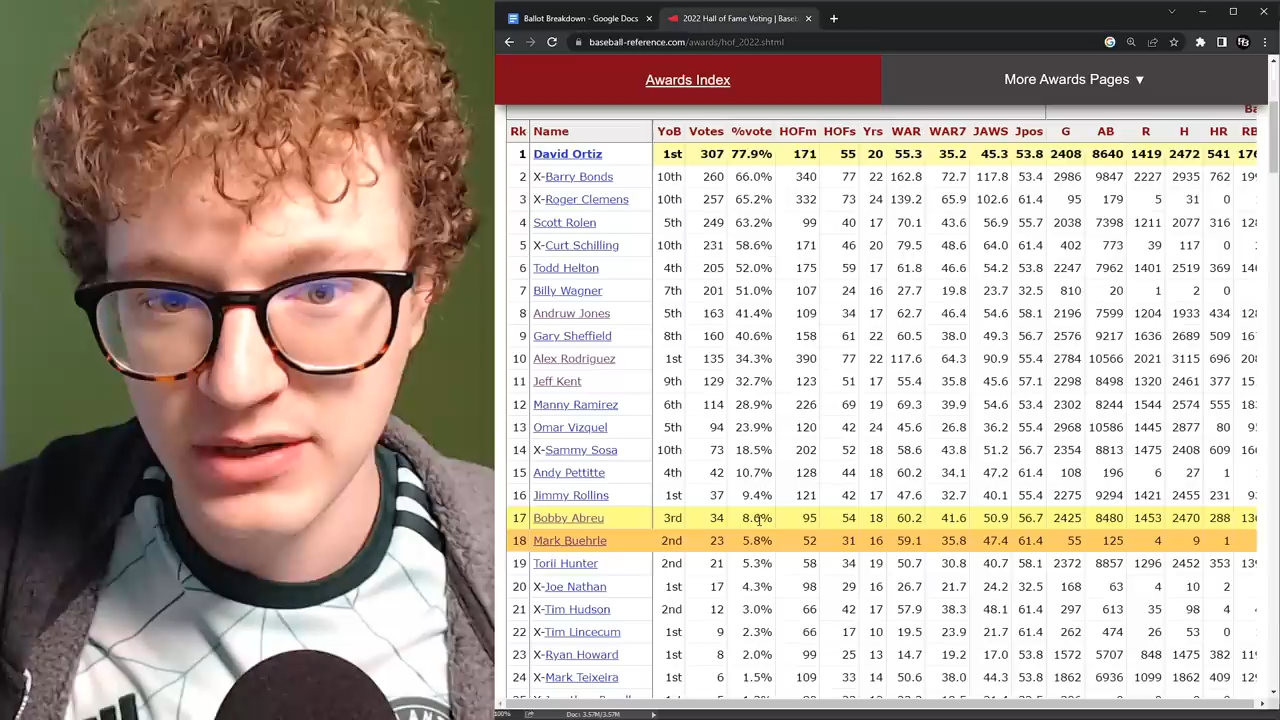 Ballot Breakdown - Google Docs
2022 Hall of Fame Voting | Baseb
baseball-reference.com/awards/hof_2022.shtml
Awards Index
More Awards Pages ▼
Ba
Rk Name YoB Votes %vote HOFm HOFs Yrs WAR WAR7 JAWS Jpos G AB R H HR RB
1 David Ortiz 1st 307 77.9% 171 55 20 55.3 35.2 45.3 53.8 2408 8640 1419 2472 541 176
2 X-Barry Bonds 10th 260 66.0% 340 77 22 162.8 72.7 117.8 53.4 2986 9847 2227 2935 762 199
3 X-Roger Clemens 10th 257 65.2% 332 73 24 139.2 65.9 102.6 61.4 95 179 5 31 0
4 Scott Rolen 5th 249 63.2% 99 40 17 70.1 43.6 56.9 55.7 2038 7398 1211 2077 316 128
5 X-Curt Schilling 10th 231 58.6% 171 46 20 79.5 48.6 64.0 61.4 402 773 39 117 0
6 Todd Helton 4th 205 52.0% 175 59 17 61.8 46.6 54.2 53.8 2247 7962 1401 2519 369 140
7 Billy Wagner 7th 201 51.0% 107 24 16 27.7 19.8 23.7 32.5 810 20 1 2 0
8 Andruw Jones 5th 163 41.4% 109 34 17 62.7 46.4 54.6 58.1 2196 7599 1204 1933 434 128
9 Gary Sheffield 8th 160 40.6% 158 61 22 60.5 38.0 49.3 56.7 2576 9217 1636 2689 509 167
10 Alex Rodriguez 1st 135 34.3% 390 77 22 117.6 64.3 90.9 55.4 2784 10566 2021 3115 696 208
11 Jeff Kent 9th 129 32.7% 123 51 17 55.4 35.8 45.6 57.1 2298 8498 1320 2461 377 15
12 Manny Ramirez 6th 114 28.9% 226 69 19 69.3 39.9 54.6 53.4 2302 8244 1544 2574 555 183
13 Omar Vizquel 5th 94 23.9% 120 42 24 45.6 26.8 36.2 55.4 2968 10586 1445 2877 80 95
14 X-Sammy Sosa 10th 73 18.5% 202 52 18 58.6 43.8 51.2 56.7 2354 8813 1475 2408 609 166
15 Andy Pettitte 4th 42 10.7% 128 44 18 60.2 34.1 47.2 61.4 108 196 6 27 1
16 Jimmy Rollins 1st 37 9.4% 121 42 17 47.6 32.7 40.1 55.4 2275 9294 1421 2455 231 93
17 Bobby Abreu 3rd 34 8.6% 95 54 18 60.2 41.6 50.9 56.7 2425 8480 1453 2470 288 136
18 Mark Buehrle 2nd 23 5.8% 52 31 16 59.1 35.8 47.4 61.4 55 125 4 9 1
19 Torii Hunter 2nd 21 5.3% 58 34 19 50.7 30.8 40.7 58.1 2372 8857 1296 2452 353 139
20 X-Joe Nathan 1st 17 4.3% 98 29 16 26.7 24.3 168 63 4 10 2
21 X-Tim Hudson 2nd 12 3.0% 66 42 17 57.9 38.3 48.1 61.4 297 613 35 98 4
22 X-Tim Lincecum 1st 9 2.3% 66 17 10 19.5 23.9 21.7 61.4 262 474 26 53 0
23 X-Ryan Howard 1st 8 2.0% 99 25 13 14.7 19.2 17.0 53.8 1572 5707 848 1475 382 119
24 X-Mark Teixeira 1st 6 1.5% 109 33 14 50.6 38.0 44.3 53.8 1862 6936 1099 1862 409 129
100% Doc: 3.57M/3.57M